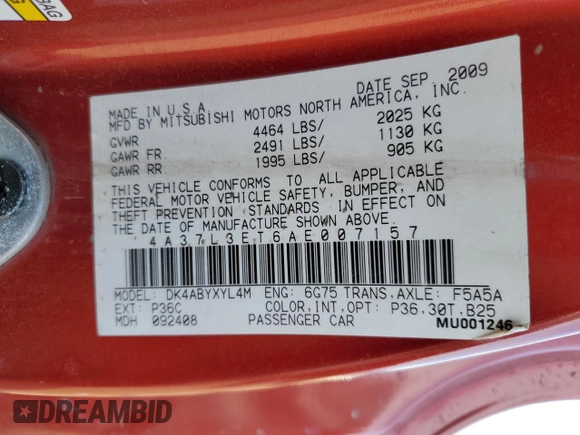 BAG
DATE SEP. 2009
MADE IN U.S.A.
MFD BY MITSUBISHI MOTORS NORTH AMERICA, INC.
GVWR 4464 LBS/ 2025 KG
GAWR FR. 2491 LBS/ 1130 KG
GAWR RR. 1995 LBS/ 905 KG
THIS VEHICLE CONFORMS TO ALL APPLICABLE
FEDERAL MOTOR VEHICLE SAFETY, BUMPER, AND
THEFT PREVENTION STANDARDS IN EFFECT ON
THE DATE OF MANUFACTURE SHOWN ABOVE.
4A37L3ET6AE007157
MODEL: DK4ABYXYL4M ENG: 6G75 TRANS,AXLE: F5A5A
EXT: P36C COLOR,INT,OPT: P36,30T,B25
MDH 092408 PASSENGER CAR MU001246
DREAMBID